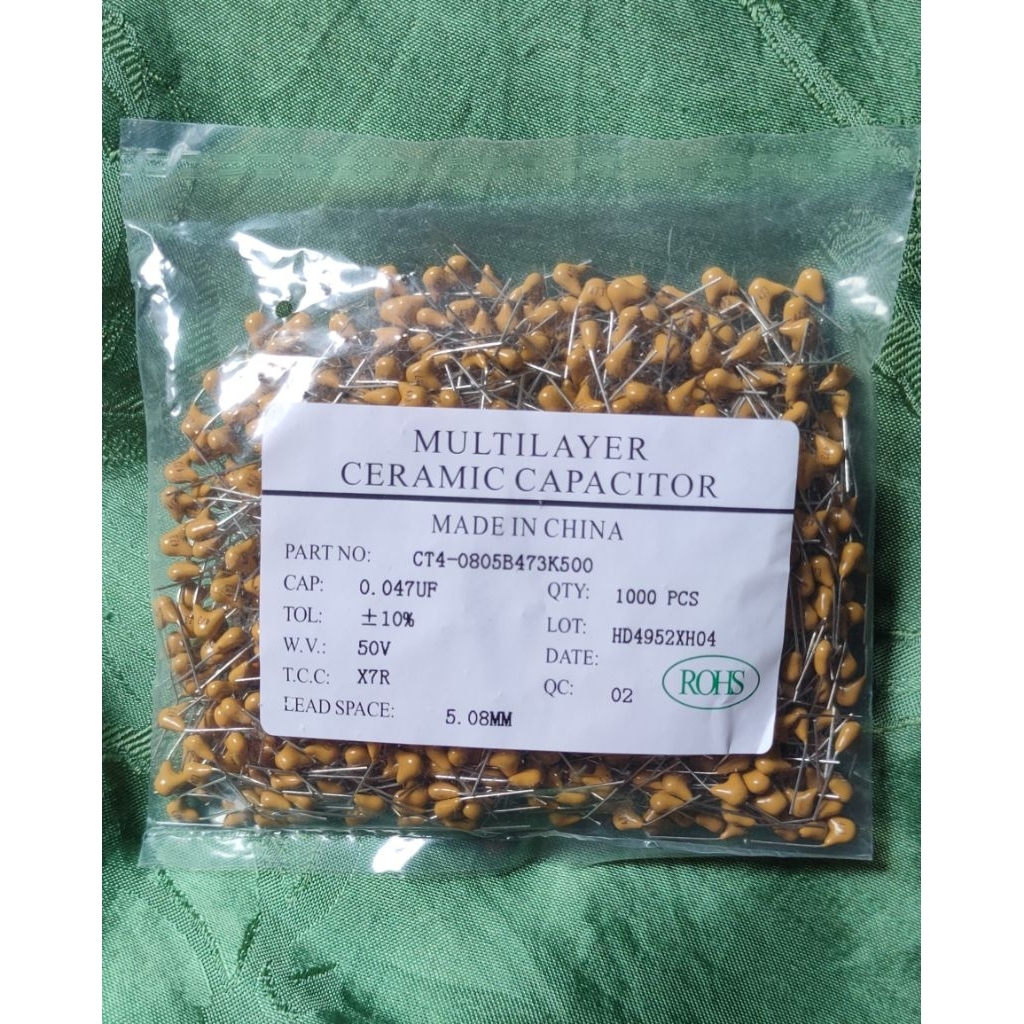 MULTILAYER
CERAMIC CAPACITOR
MADE IN CHINA
PART NO: CT4-0805B473K500
CAP: 0.047UF
TOL: ±10%
W.V.: 50V
T.C.C: X7R
LEAD SPACE: 5.08MM
QTY: 1000 PCS
LOT: HD4952XH04
DATE:
QC: 02
ROHS